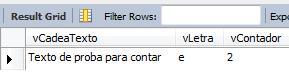 Result Grid Filter Rows: Expo
vCadeaTexto vLetra vContador
Texto de proba para contar e 2